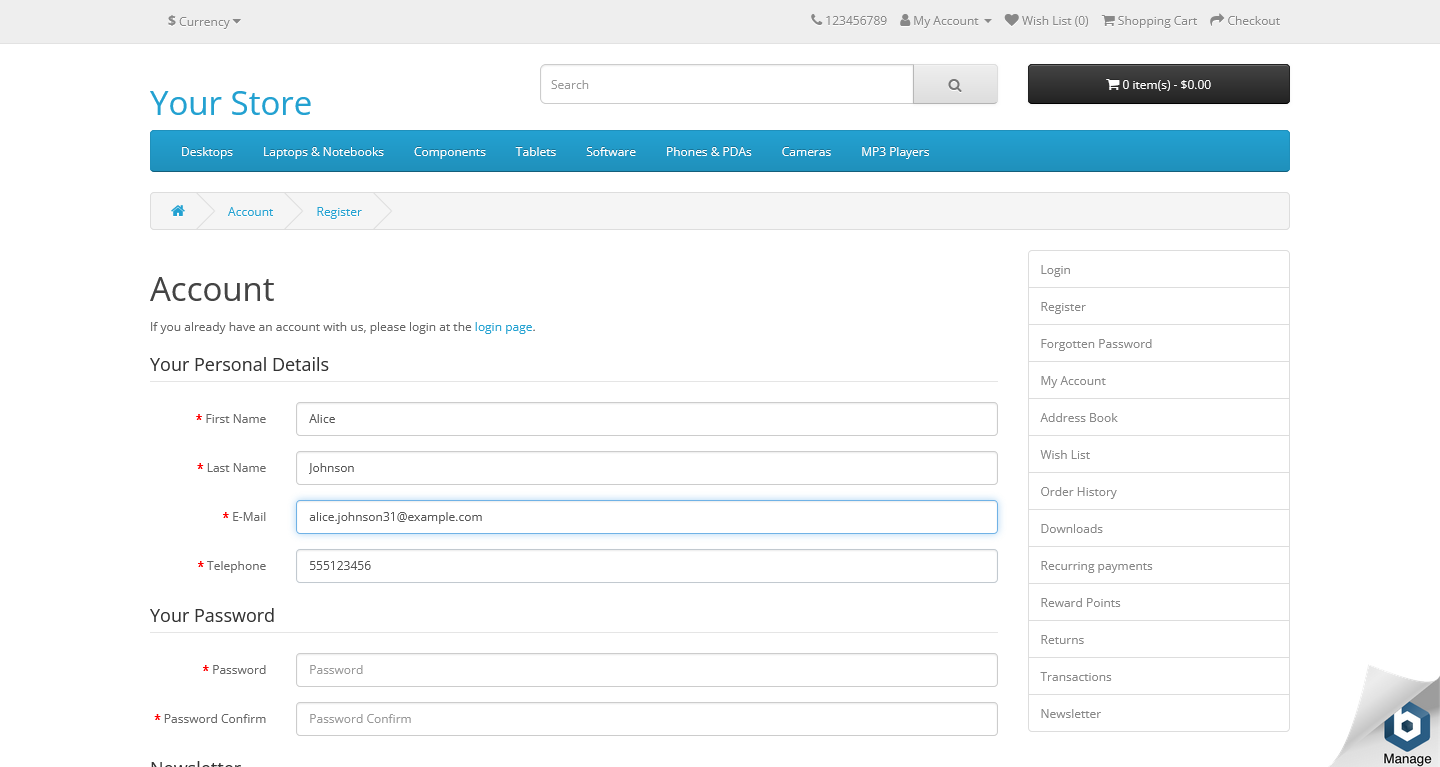 $ Currency
123456789 My Account Wish List (0) Shopping Cart Checkout
Your Store
Search
0 item(s) - $0.00
Desktops Laptops & Notebooks Components Tablets Software Phones & PDAs Cameras MP3 Players
Account Register
Account
If you already have an account with us, please login at the login page.
Your Personal Details
* First Name Alice
* Last Name Johnson
* E-Mail alice.johnson31@example.com
* Telephone 555123456
Your Password
* Password Password
* Password Confirm Password Confirm
Newsletter
Login
Register
Forgotten Password
My Account
Address Book
Wish List
Order History
Downloads
Recurring payments
Reward Points
Returns
Transactions
Newsletter
b
Manage